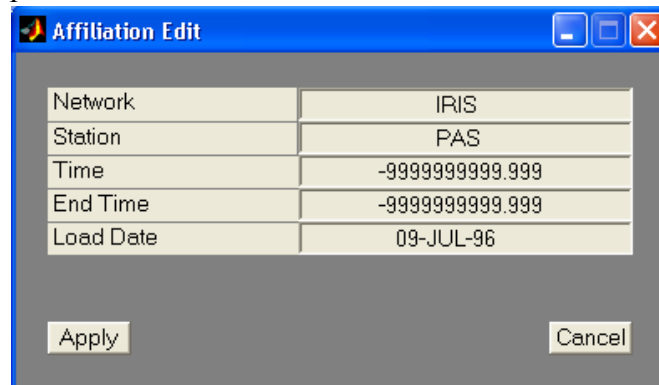 Affiliation Edit
Network IRIS
Station PAS
Time -9999999999.999
End Time -9999999999.999
Load Date 09-JUL-96
Apply Cancel